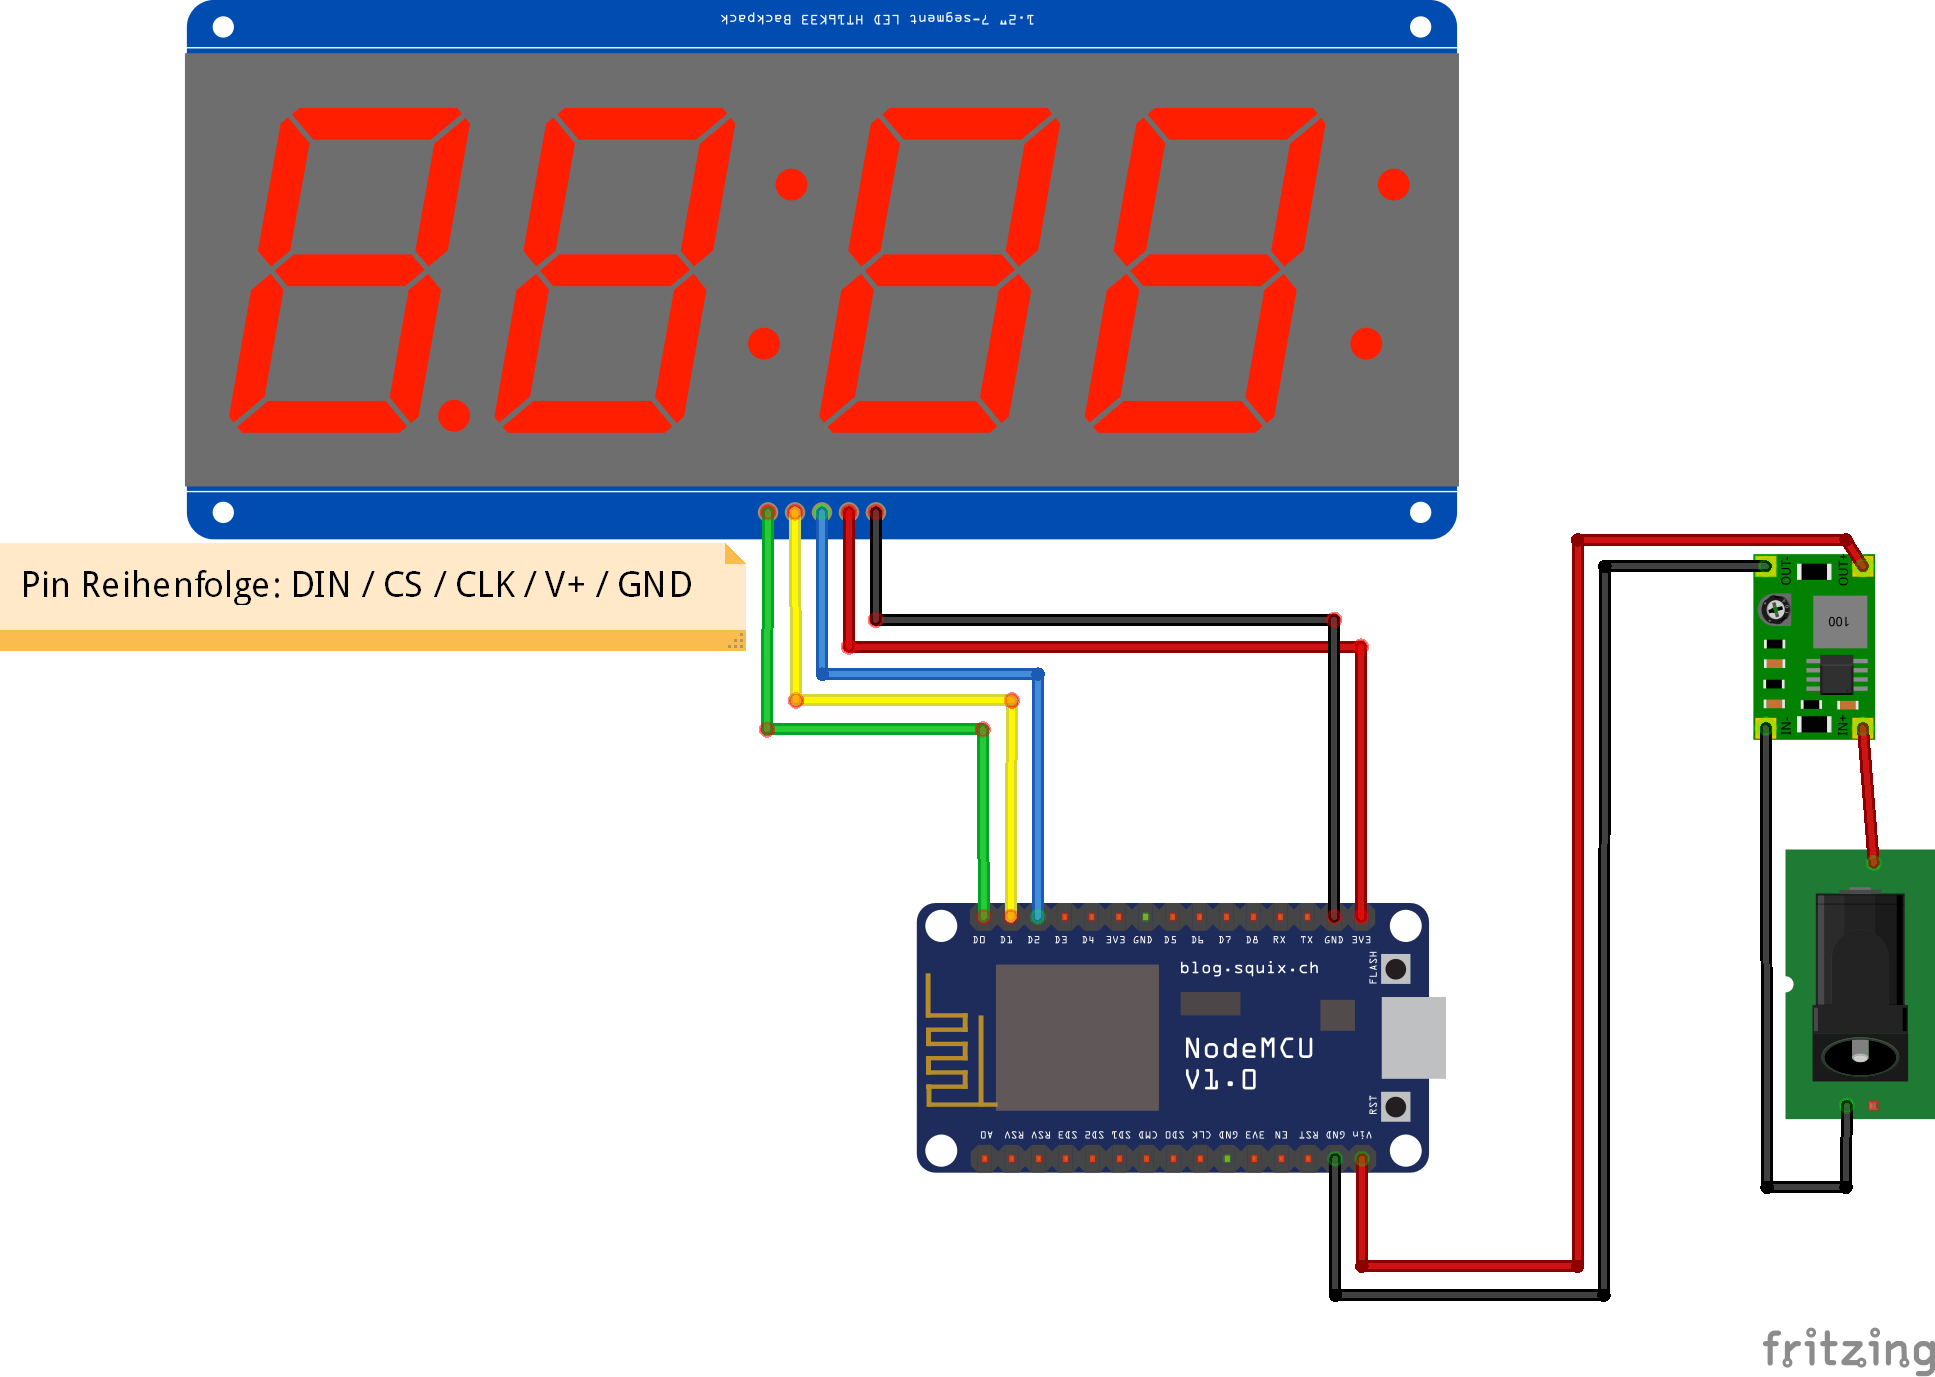 1.2" 7-segment LED HT16K33 Backpack
Pin Reihenfolge: DIN / CS / CLK / V+ / GND
OUT- OUT+
100
IN- IN+
D0 D1 D2 D3 D4 3V3 GND D5 D6 D7 D8 RX TX GND 3V3
blog.squix.ch
FLASH
NodeMCU
V1.0
RST
A0 RSV RSV SD3 SD2 SD1 CMD SD0 CLK GND 3V3 EN RST GND Vin
fritzing